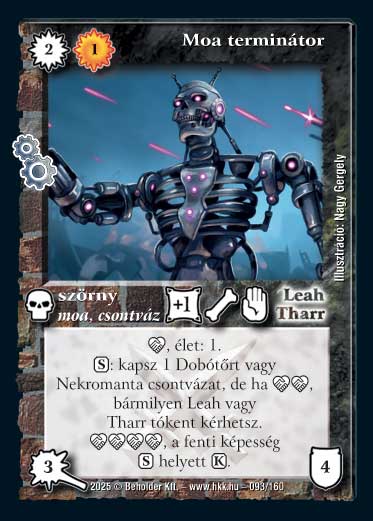 2
1
Moa terminátor
Illusztráció: Nagy Gergely
szörny
moa, csontváz
+1
Leah
Tharr
, élet: 1.
S: kapsz 1 Dobótőrt vagy
Nekromanta csontvázat, de ha ,
bármilyen Leah vagy
Tharr tókent kérhetsz.
, a fenti képesség
S helyett K.
3
4
2025 © Beholder Kft. – www.hkk.hu – 093/160